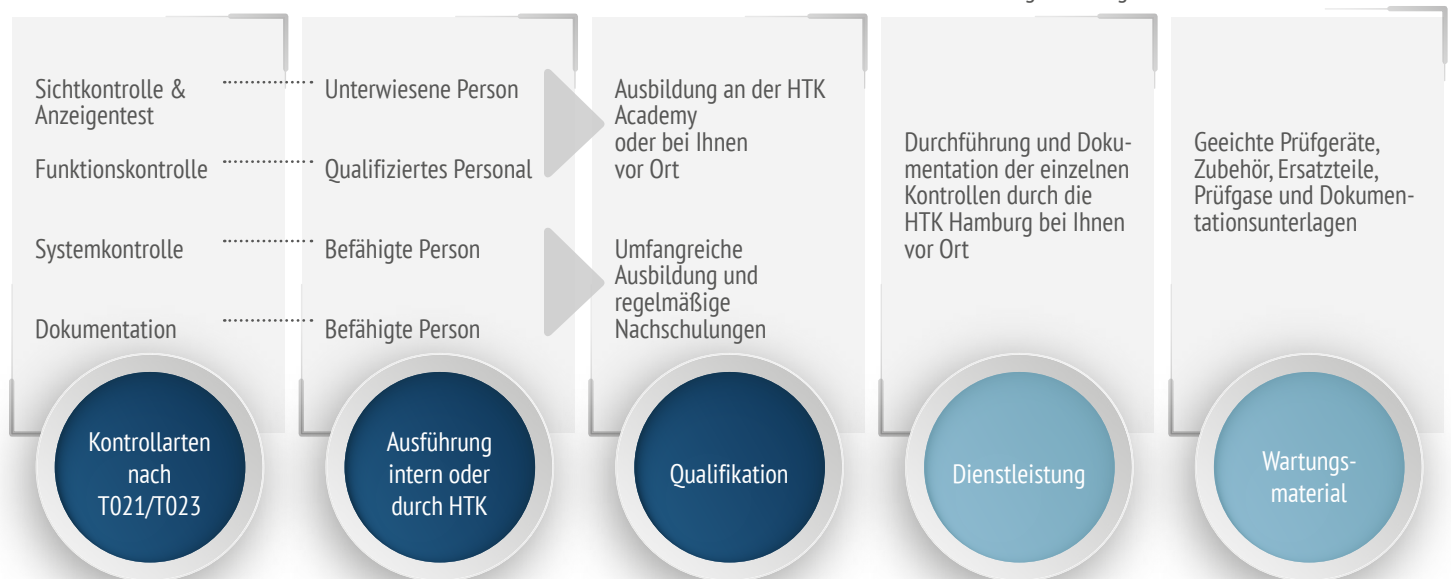 Sichtkontrolle &
Anzeigentest
Funktionskontrolle
Systemkontrolle
Dokumentation
Kontrollarten
nach
T021/T023
Unterwiesene Person
Qualifiziertes Personal
Befähigte Person
Befähigte Person
Ausführung
intern oder
durch HTK
Ausbildung an der HTK
Academy
oder bei Ihnen
vor Ort
Umfangreiche
Ausbildung und
regelmäßige
Nachschulungen
Qualifikation
Durchführung und Doku-
mentation der einzelnen
Kontrollen durch die
HTK Hamburg bei Ihnen
vor Ort
Dienstleistung
Geeichte Prüfgeräte,
Zubehör, Ersatzteile,
Prüfgase und Dokumen-
tationsunterlagen
Wartungs-
material